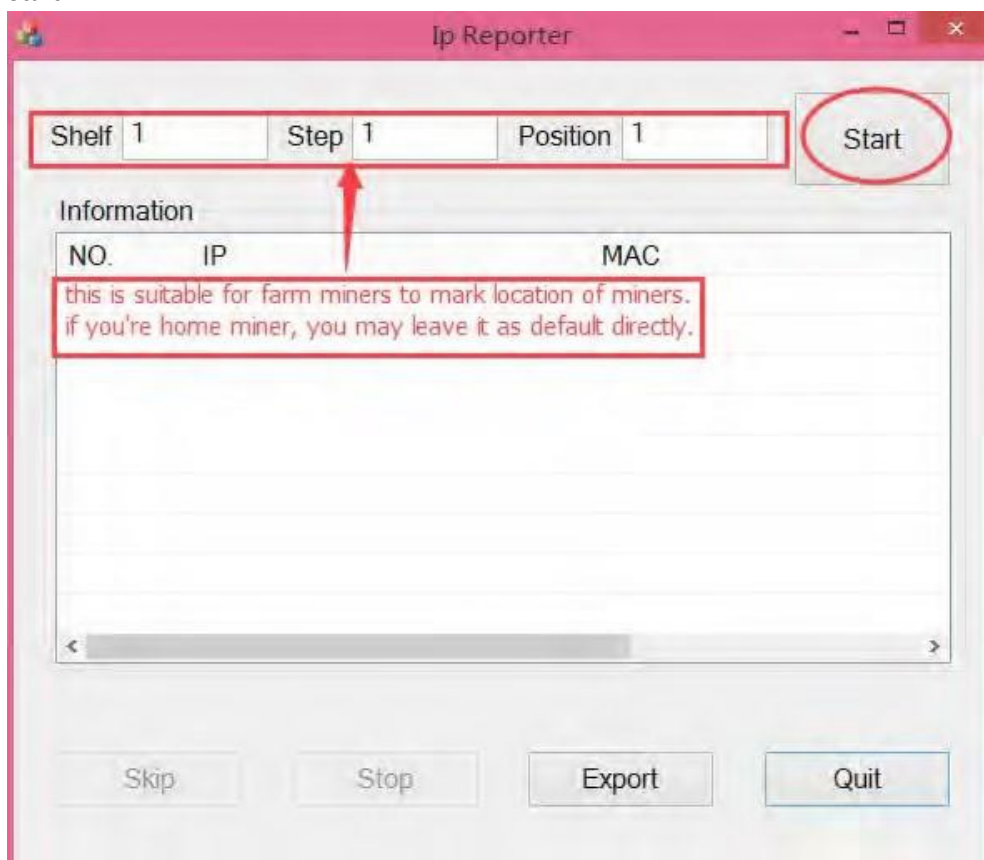 Ip Reporter
Shelf 1 Step 1 Position 1 Start
Information
NO. IP MAC
this is suitable for farm miners to mark location of miners.
if you're home miner, you may leave it as default directly.
Skip Stop Export Quit